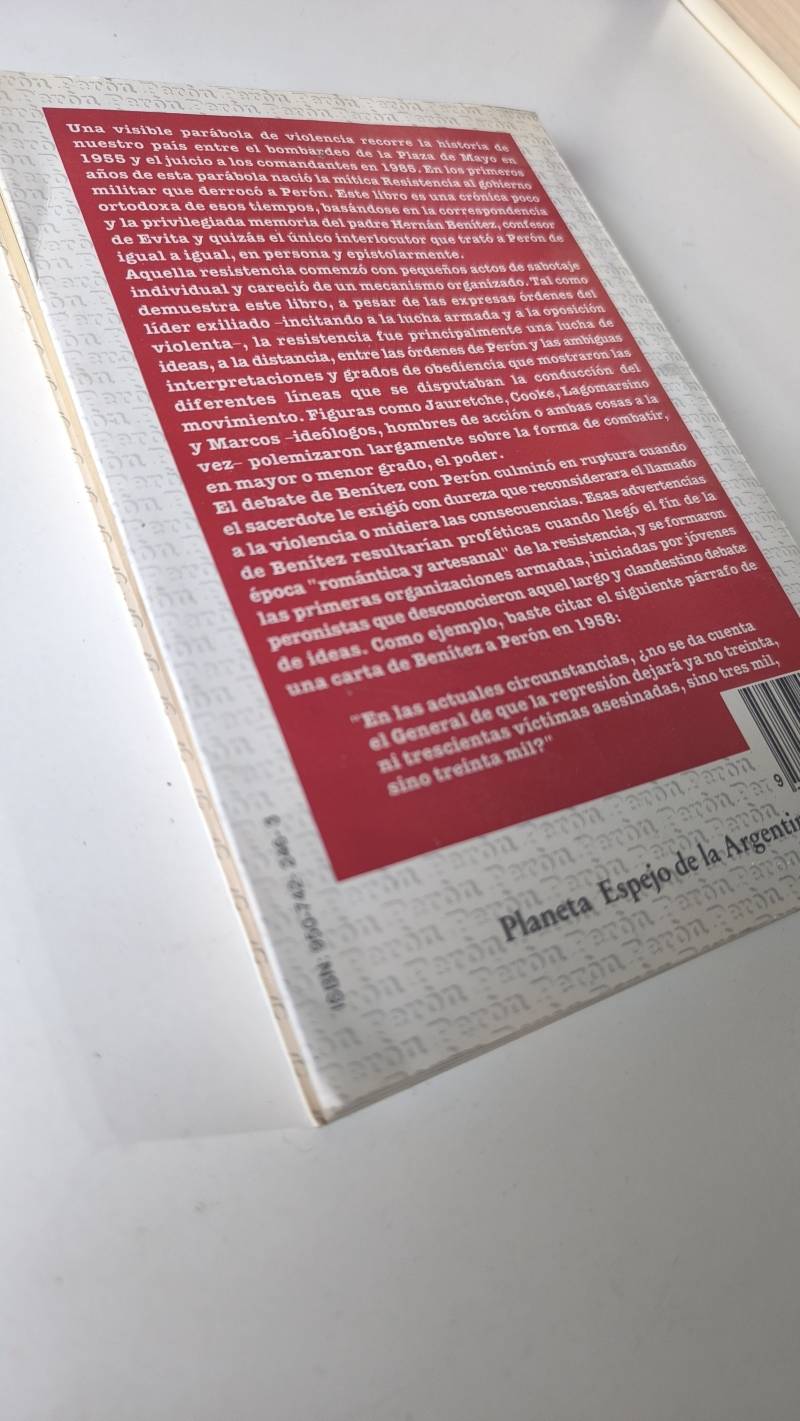 Una visible parábola de violencia recorre la historia de
nuestro país entre el bombardeo de la Plaza de Mayo en
1955 y el juicio a los comandantes en 1985. En los primeros
años de esta parábola nació la mítica Resistencia al gobierno
militar que derrocó a Perón. Este libro es una crónica poco
ortodoxa de esos tiempos, basándose en la correspondencia
y la privilegiada memoria del padre Hernán Benítez, confesor
de Evita y quizás el único interlocutor que trató a Perón de
igual a igual, en persona y epistolarmente.
Aquella resistencia comenzó con pequeños actos de sabotaje
individual y careció de un mecanismo organizado. Tal como
demuestra este libro, a pesar de las expresas órdenes del
líder exiliado –incitando a la lucha armada y a la oposición
violenta–, la resistencia fue principalmente una lucha de
ideas, a la distancia, entre las órdenes de Perón y las ambiguas
interpretaciones y grados de obediencia que mostraron las
diferentes líneas que se disputaban la conducción del
movimiento. Figuras como Jauretche, Cooke, Lagomarsino
y Marcos –ideólogos, hombres de acción o ambas cosas a la
vez– polemizaron largamente sobre la forma de combatir,
en mayor o menor grado, el poder.
El debate de Benítez con Perón culminó en ruptura cuando
el sacerdote le exigió con dureza que reconsiderara el llamado
a la violencia o midiera las consecuencias. Esas advertencias
de Benítez resultarían proféticas cuando llegó el fín de la
época "romántica y artesanal" de la resistencia, y se formaron
las primeras organizaciones armadas, iniciadas por jóvenes
peronistas que desconocieron aquel largo y clandestino debate
de ideas. Como ejemplo, baste citar el siguiente párrafo de
una carta de Benítez a Perón en 1958:
"En las actuales circunstancias, ¿no se da cuenta
el General de que la represión dejará ya no treinta,
ni trescientas víctimas asesinadas, sino tres mil,
sino treinta mil?"
9
Planeta Espejo de la Argentin
ISBN: 950-742-246-3